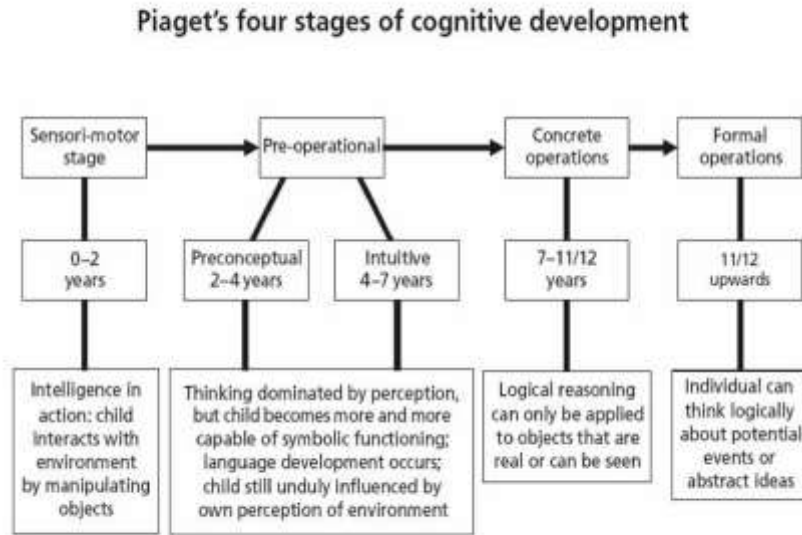 Piaget's four stages of cognitive development
Sensori-motor
stage
Pre-operational
Concrete
operations
Formal
operations
0–2
years
Preconceptual
2–4 years
Intuitive
4–7 years
7–11/12
years
11/12
upwards
Intelligence in
action: child
interacts with
environment
by manipulating
objects
Thinking dominated by perception,
but child becomes more and more
capable of symbolic functioning;
language development occurs;
child still unduly influenced by
own perception of environment
Logical reasoning
can only be applied
to objects that are
real or can be seen
Individual can
think logically
about potential
events or
abstract ideas